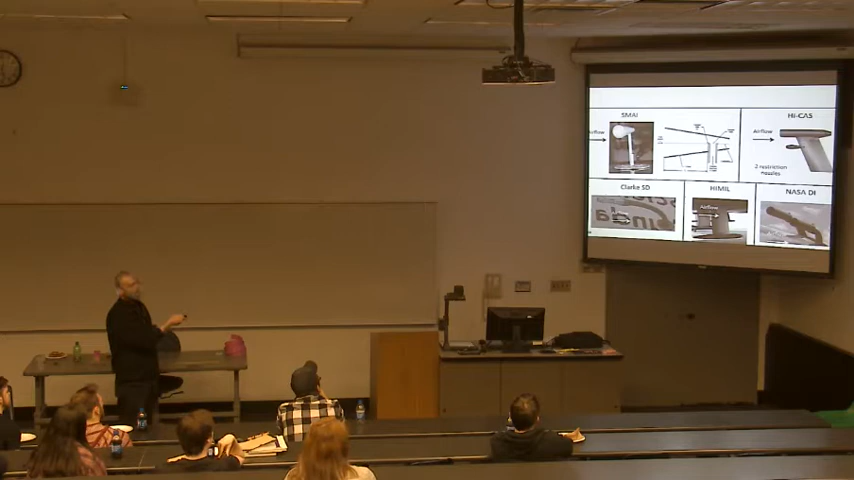 SMAI
Hi-CAS
Airflow
Airflow
2 restriction
nozzles
Clarke SD
HIMIL
NASA DI
Airflow